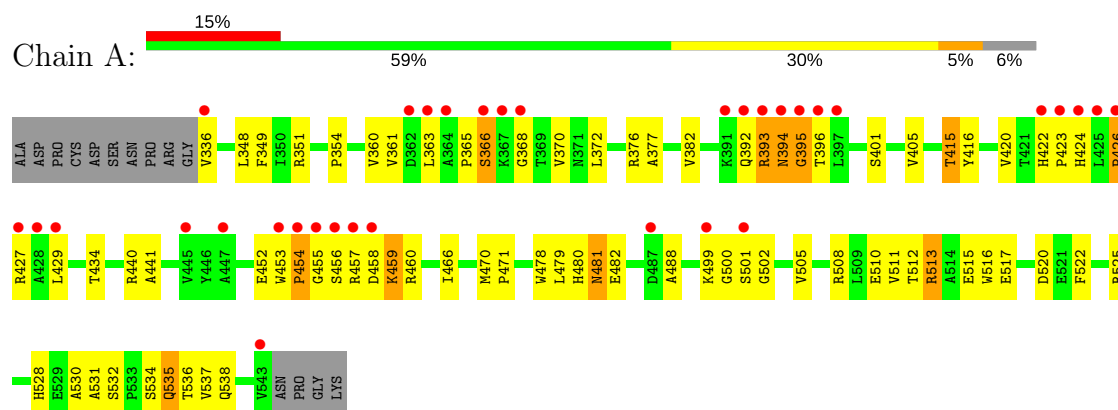 15%
Chain A:
59% 30% 5% 6%
ALA ASP PRO CYS ASP SER ASN PRO ARG GLY V336 L348 F349 I350 R351 P354 V360 V361 D362 L363 A364 P365 S366 K367 G368 T369 V370 N371 L372 R376 A377 V382 K391 Q392 R393 N394 G395 T396 L397 S401 V405 T415 V416 V420 T421 H422 P423 H424 L425
R427 A428 L429 T434 R440 A441 V445 Y446 A447 E452 W453 P454 G455 S456 R457 D458 K459 R460 I466 M470 P471 W478 L479 H480 N481 E482 D487 A488 K499 G500 S501 G502 V505 R508 L509 E510 V511 T512 R513 A514 E515 W516 E517 D520 E521 F522
H528 E529 A530 A531 S532 P533 S534 Q535 T536 V537 Q538 V543 ASN PRO GLY LYS